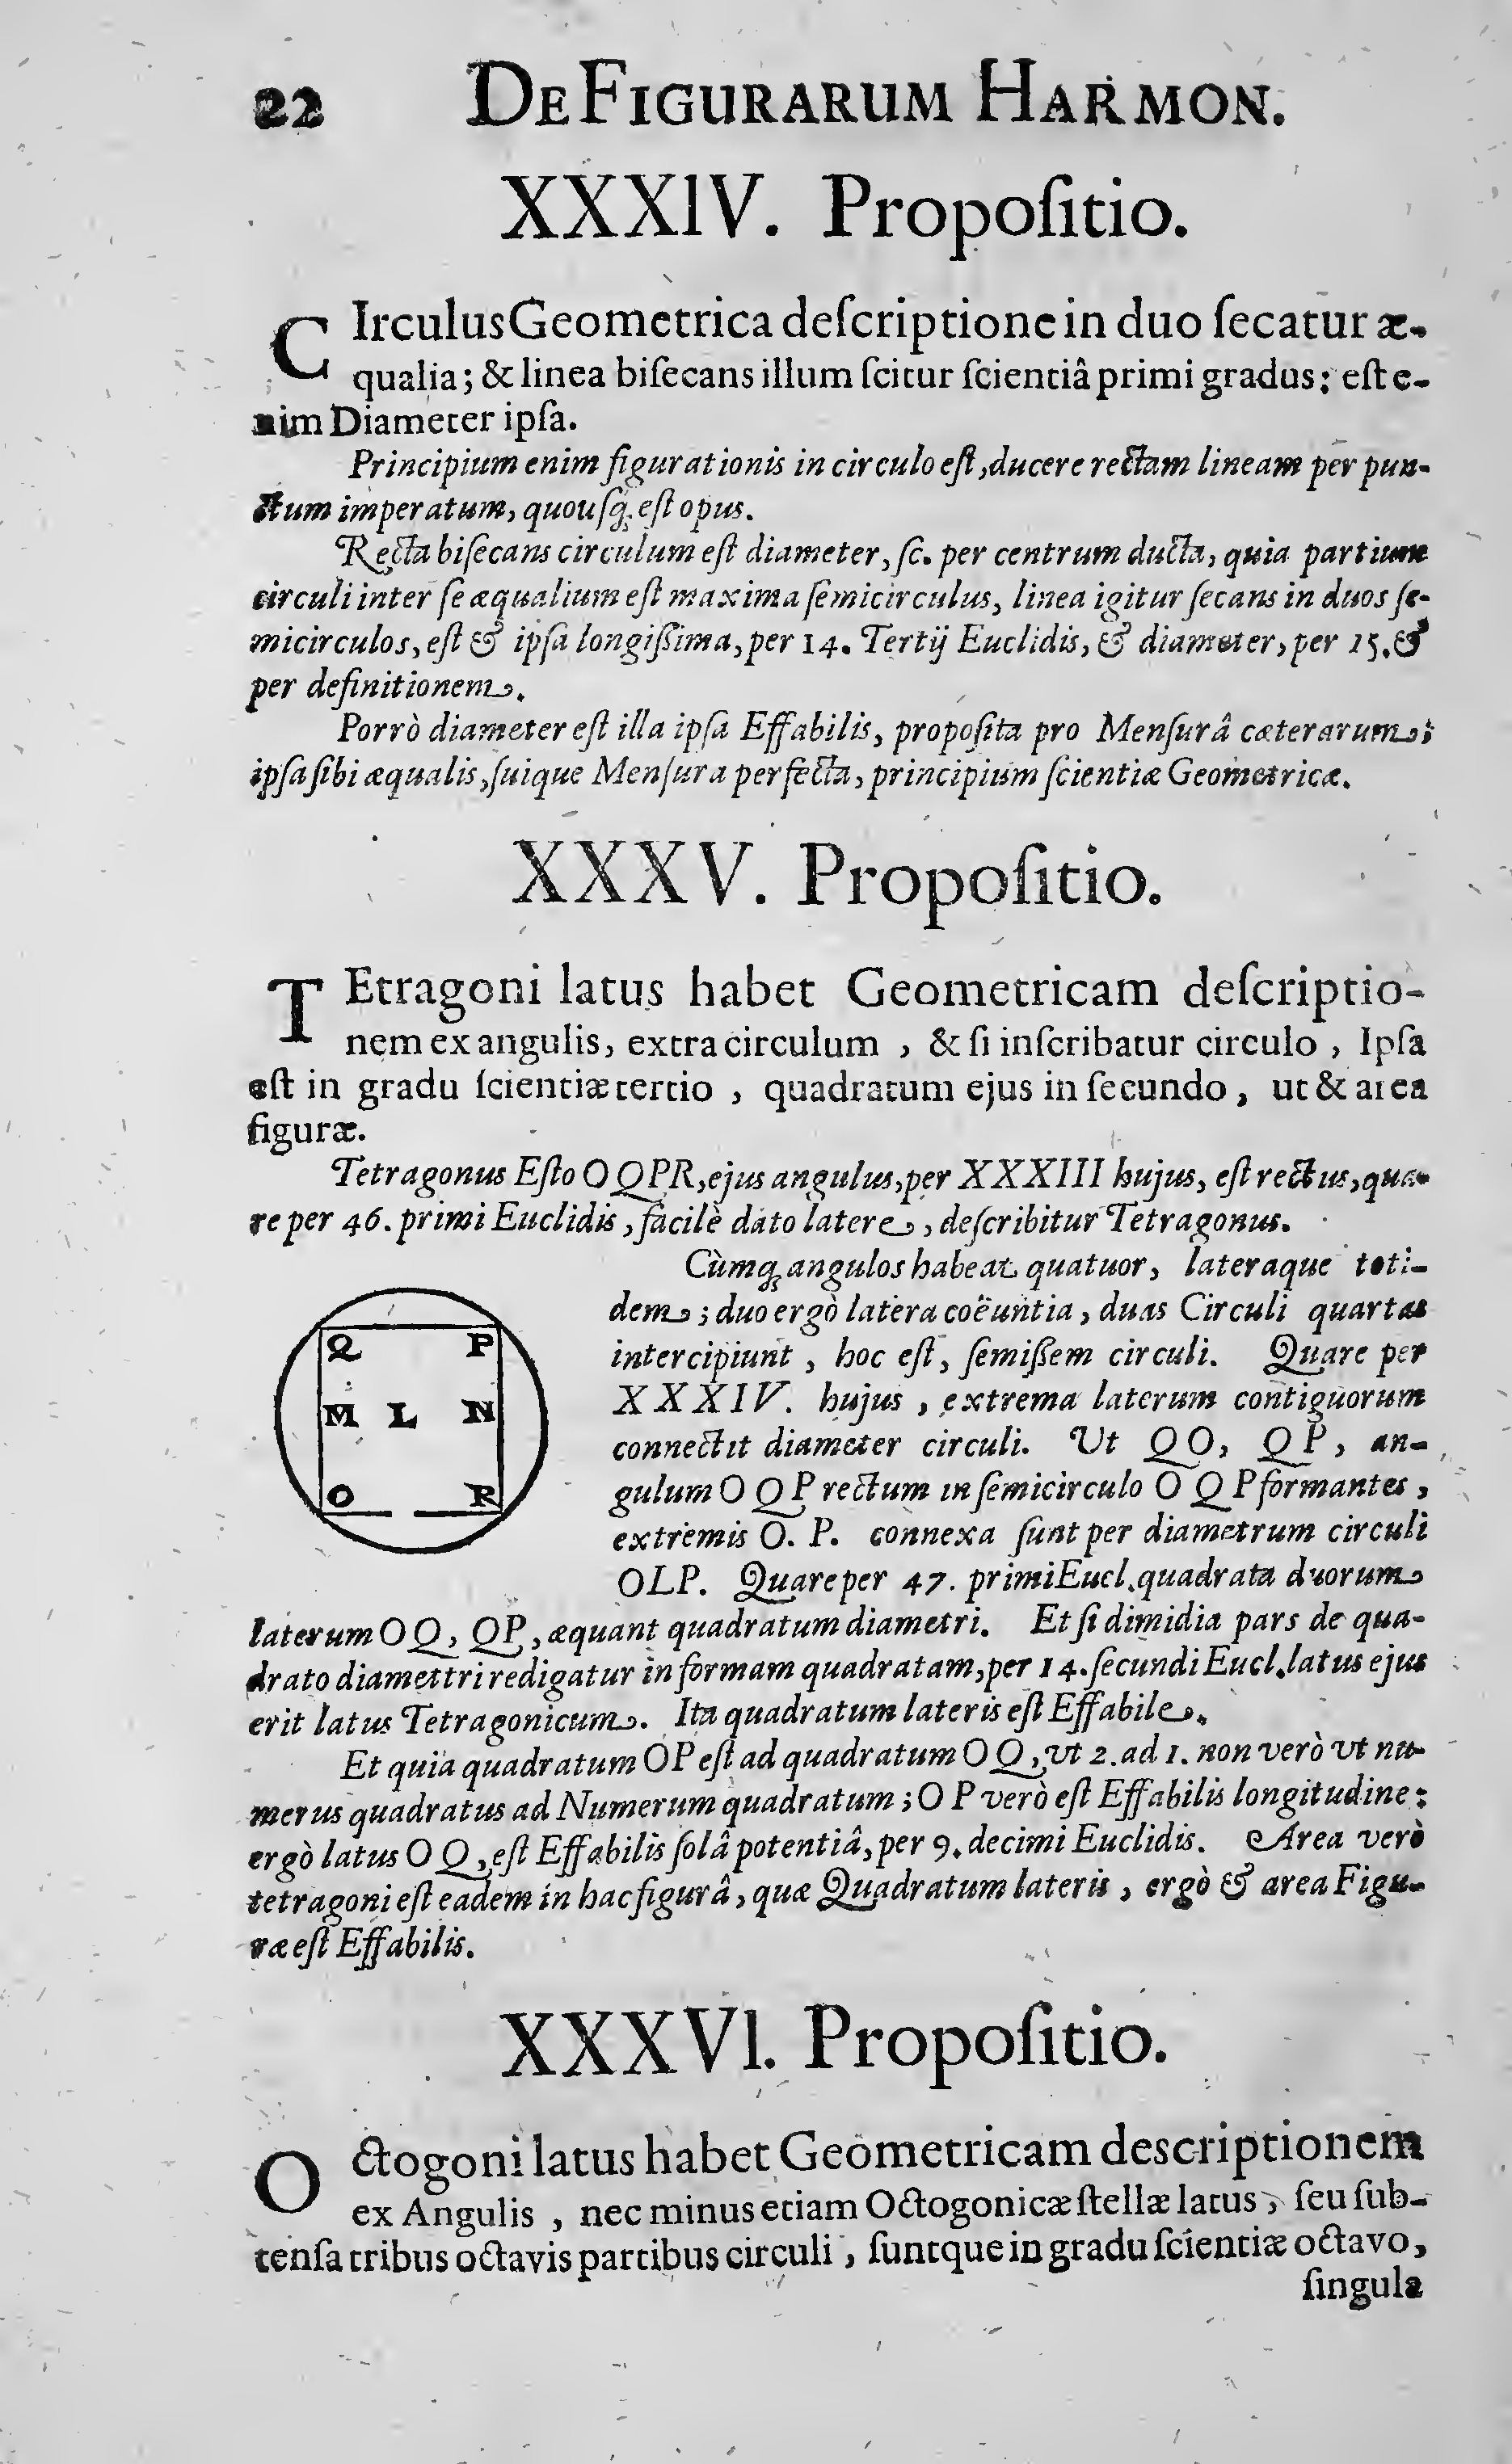 22 DE FIGURARUM HARMON.
XXXIV. Propoſitio.
CIrculus Geometrica deſcriptione in duo ſecatur æ-
qualia; & linea biſecans illum ſcitur ſcientiâ primi gradus: eſt e-
nim Diameter ipſa.
Principium enim figurationis in circulo eſt, ducere rectam lineam per pun-
ctum imperatum, quouſq; eſt opus.
Recta biſecans circulum eſt diameter, ſc. per centrum ducta, quia partium
circuli inter ſe æqualium eſt maxima ſemicirculus, linea igitur ſecans in duos ſe-
micirculos, eſt & ipſa longiſſima, per 14. Tertij Euclidis, & diameter, per 15. &
per definitionem.
Porrò diameter eſt illa ipſa Effabilis, propoſita pro Menſurâ cæterarum;
ipſa ſibi æqualis, ſuique Menſura perfecta, principium ſcientiæ Geometricæ.
XXXV. Propoſitio.
TEtragoni latus habet Geometricam deſcriptio-
nem ex angulis, extra circulum, & ſi inſcribatur circulo, Ipſa
eſt in gradu ſcientiæ tertio, quadratum ejus in ſecundo, ut & area
figuræ.
Tetragonus Eſto OQPR, ejus angulus, per XXXIII hujus, eſt rectus, qua-
re per 46. primi Euclidis, facilè dato latere, deſcribitur Tetragonus.
Cùmq; angulos habeat quatuor, lateraque toti-
dem; duo ergò latera coëuntia, duas Circuli quartas
intercipiunt, hoc eſt, ſemiſſem circuli. Quare per
XXXIV. hujus, extrema laterum contiguorum
connectit diameter circuli. Ut QO, QP, an-
gulum OQP rectum in ſemicirculo OQP formantes,
extremis O. P. connexa ſunt per diametrum circuli
OLP. Quare per 47. primi Eucl. quadrata duorum
Q P
M L N
O R
laterum OQ, QP, æquant quadratum diametri. Et ſi dimidia pars de qua-
drato diamettri redigatur in formam quadratam, per 14. ſecundi Eucl. latus ejus
erit latus Tetragonicum. Ita quadratum lateris eſt Effabile.
Et quia quadratum OP eſt ad quadratum OQ, vt 2. ad 1. non verò vt nu-
merus quadratus ad Numerum quadratum; OP verò eſt Effabilis longitudine:
ergò latus OQ, eſt Effabilis ſolâ potentiâ, per 9. decimi Euclidis. Area verò
tetragoni eſt eadem in hac figurâ, quæ Quadratum lateris, ergò & area Figu-
ræ eſt Effabilis.
XXXVI. Propoſitio.
Octogoni latus habet Geometricam descriptionem
ex Angulis, nec minus etiam Octogonicæ ſtellæ latus, ſeu ſub-
tenſa tribus octavis partibus circuli, ſuntque in gradu ſcientiæ octavo,
ſingula